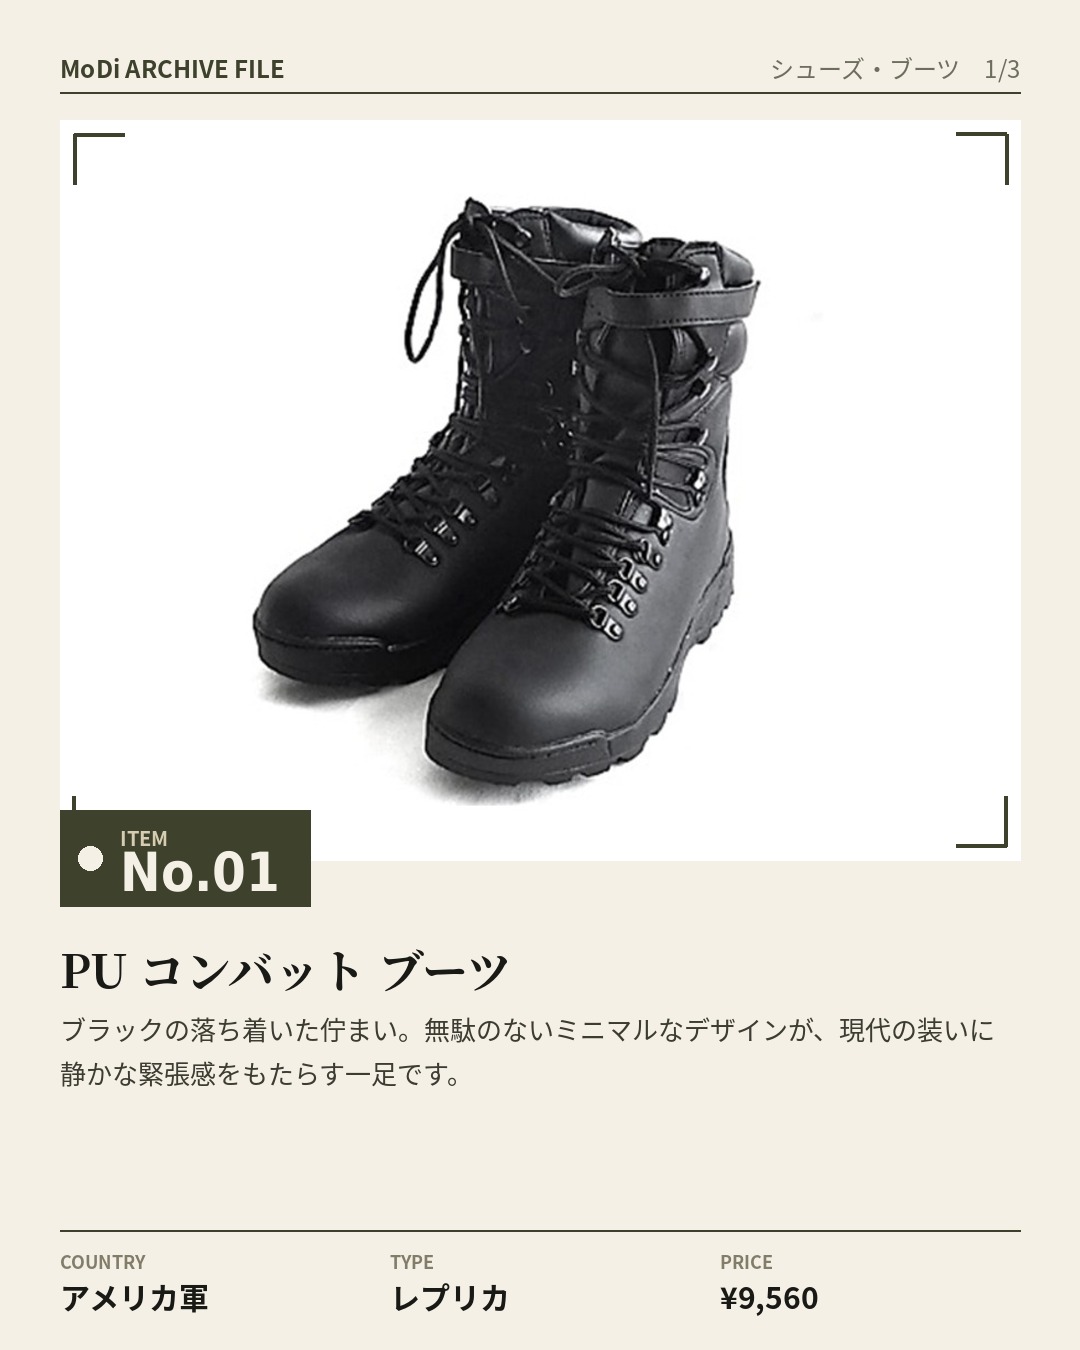 MoDi ARCHIVE FILE
シューズ・ブーツ　1/3
ITEM
No.01
PU コンバット ブーツ
ブラックの落ち着いた佇まい。無駄のないミニマルなデザインが、現代の装いに
静かな緊張感をもたらす一足です。
COUNTRY
アメリカ軍
TYPE
レプリカ
PRICE
¥9,560